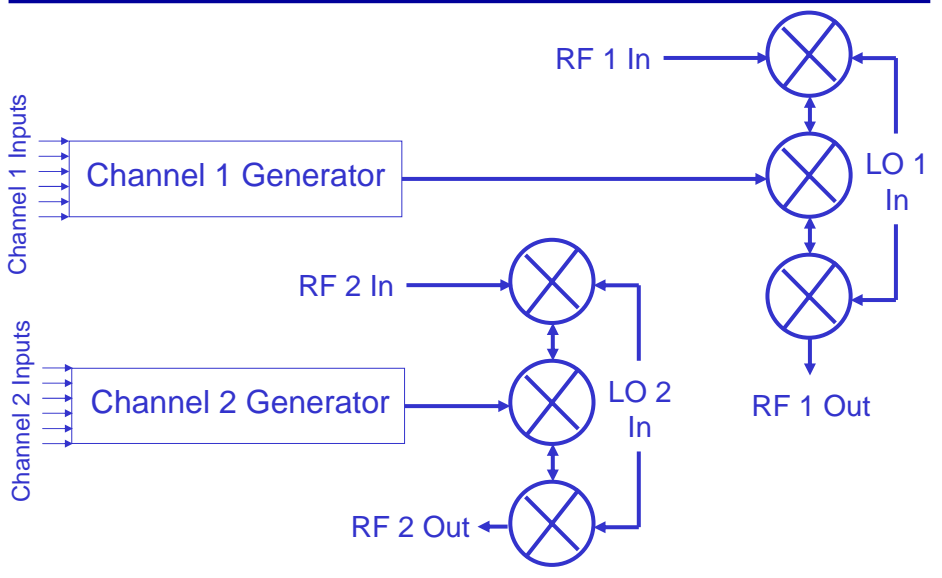 RF 1 In
Channel 1 Inputs
Channel 1 Generator
LO 1
In
RF 2 In
Channel 2 Inputs
Channel 2 Generator
LO 2
In
RF 1 Out
RF 2 Out